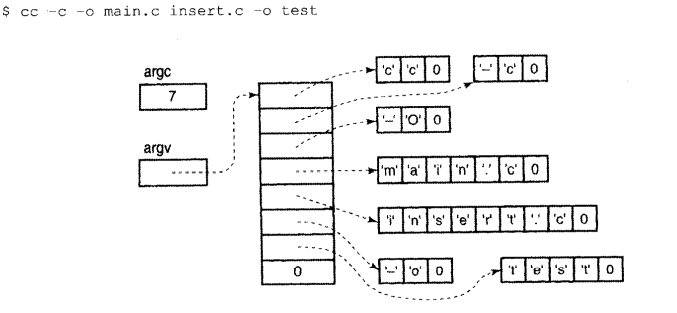 $ cc -c -o main.c insert.c -o test
argc
'c' 'c' 0 '–' 'c' 0
7
'–' 'O' 0
argv
'm' 'a' 'i' 'n' '.' 'c' 0
'i' 'n' 's' 'e' 'r' 't' '.' 'c' 0
0 '–' 'o' 0 't' 'e' 's' 't' 0